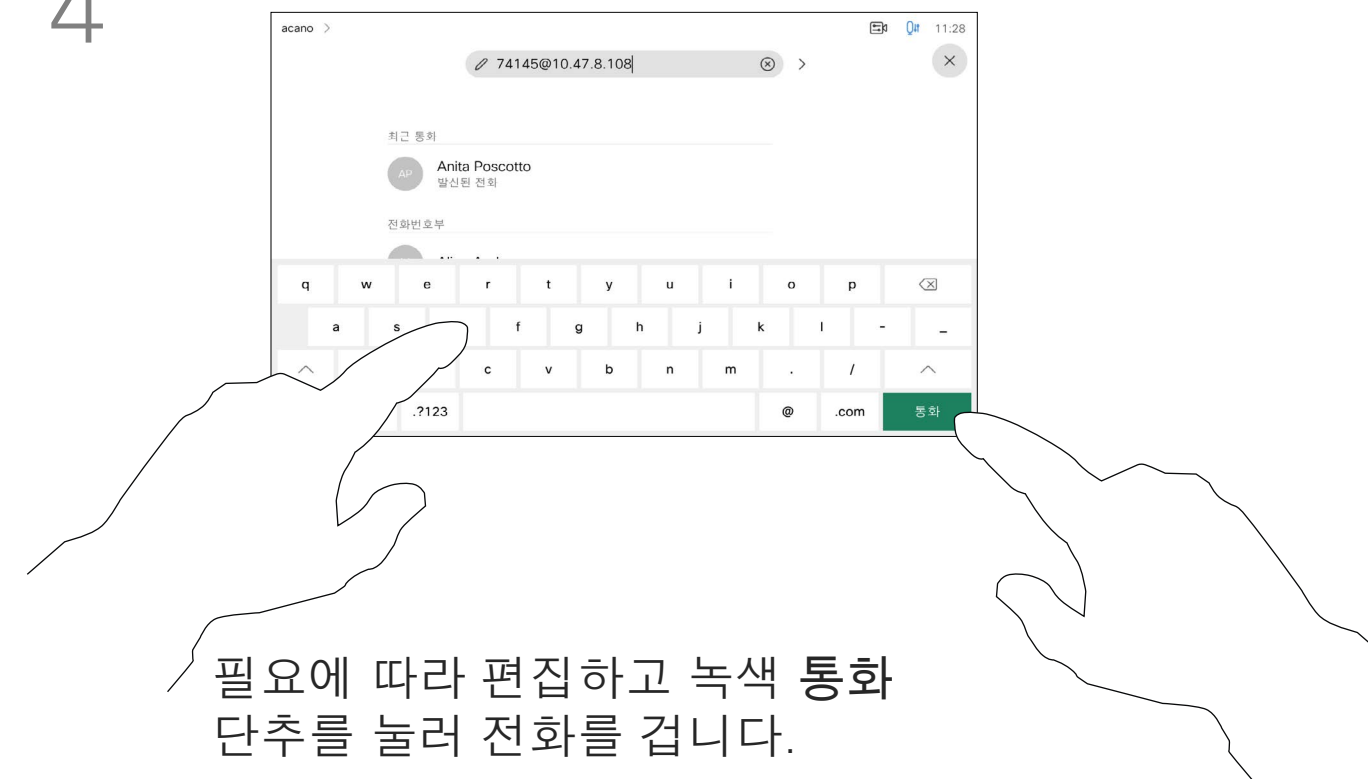 4
acano > 11:28
74145@10.47.8.108
최근 통화
AP Anita Poscotto
발신된 전화
전화번호부
q w e r t y u i o p
a s f g h j k l - _
c v b n m . /
.?123 @ .com 통화
필요에 따라 편집하고 녹색 통화
단추를 눌러 전화를 겁니다.